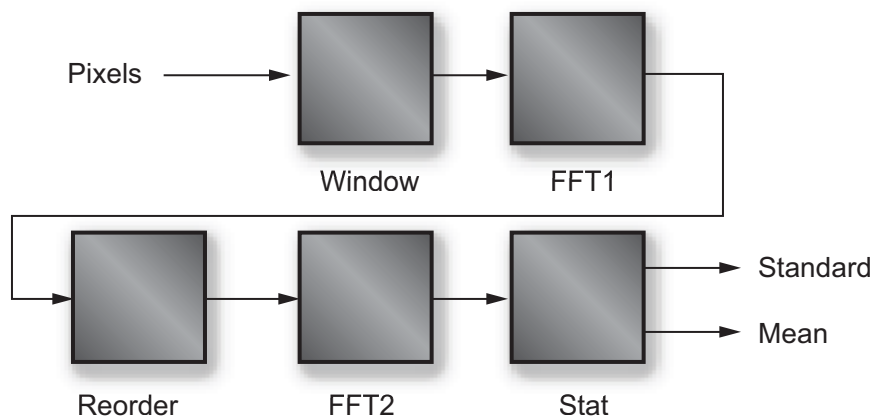 Pixels
Window
FFT1
Standard
Mean
Reorder
FFT2
Stat